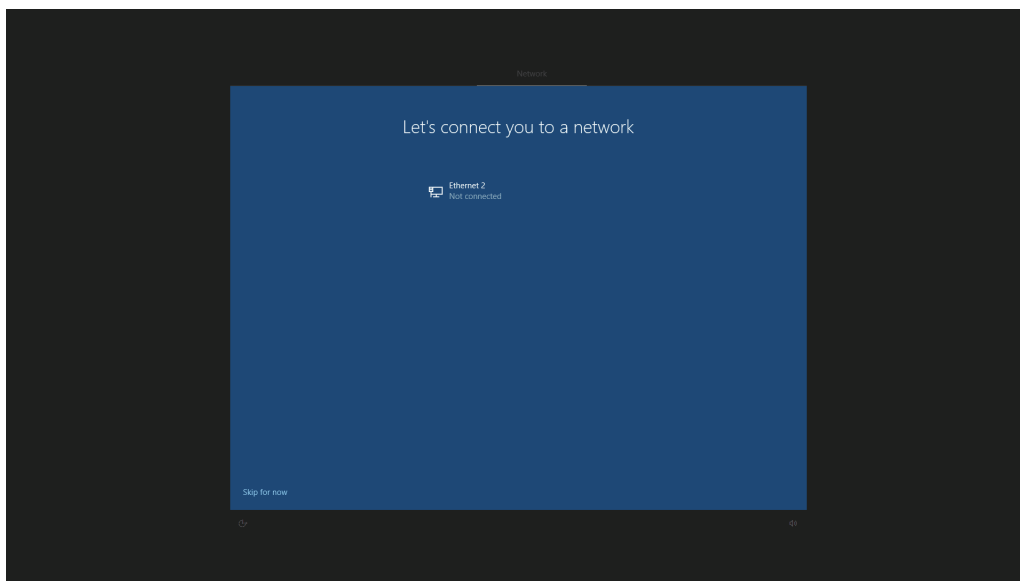 Network
Let's connect you to a network
Ethernet 2
Not connected
Skip for now